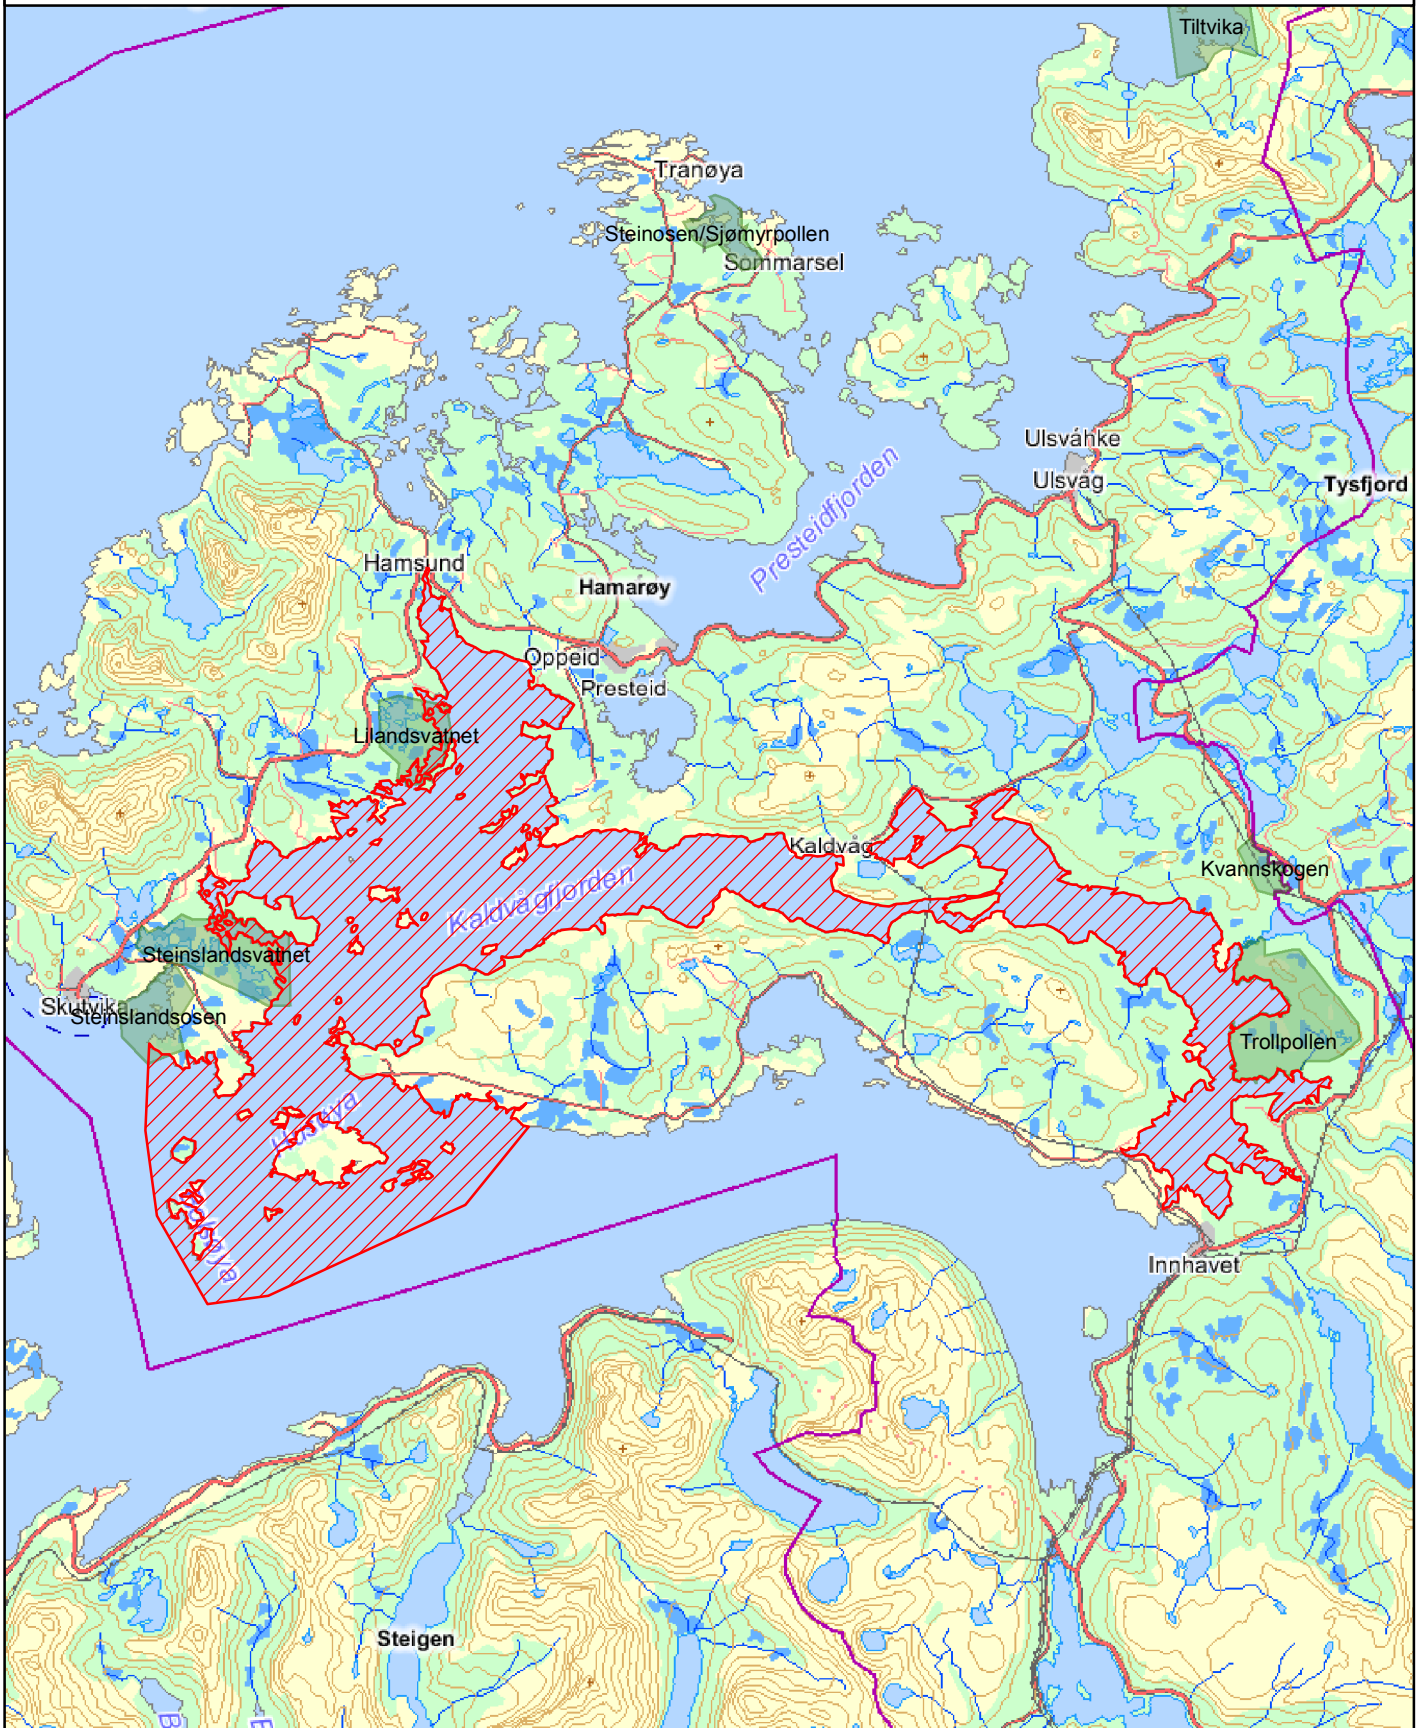 Tiltvika
Tranøya
Steinosen/Sjømyrpollen
Sommarsel
Ulsváhke
Ulsvåg
Tysfjord
Presteidfjorden
Hamsund
Hamarøy
Oppeid
Presteid
Lilandsvatnet
Kaldvåg
Kvannskogen
Kaldvågfjorden
Steinslandsvatnet
Skutvika
Steinslandsosen
Trollpollen
Innhavet
Steigen